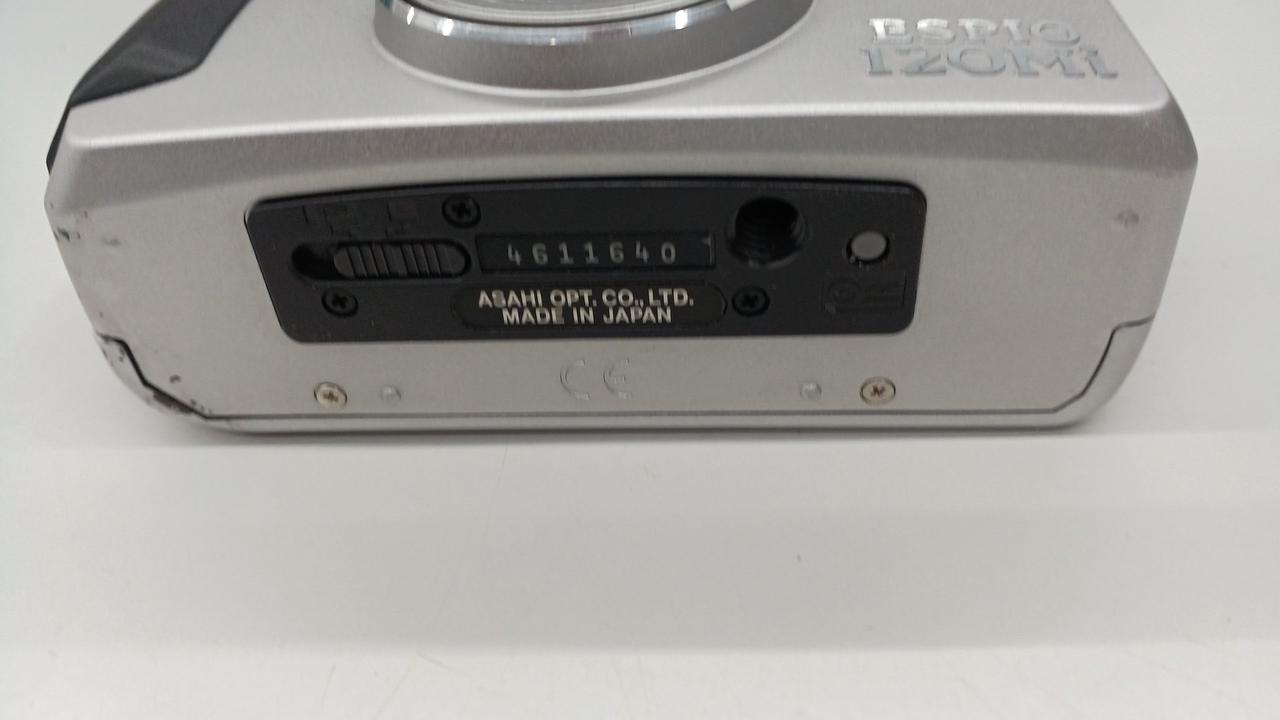 ESPIO
120Mi
4611640
ASAHI OPT. CO., LTD.
MADE IN JAPAN
CE